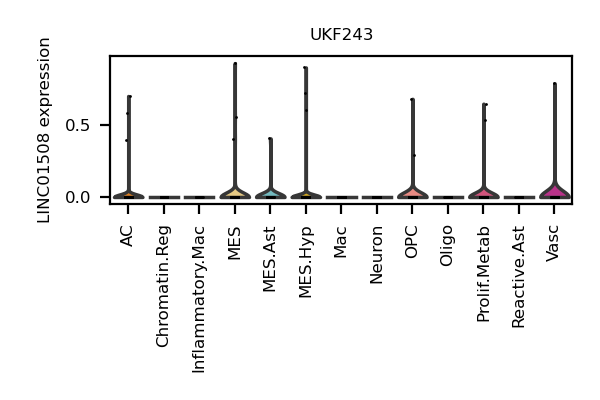 UKF243
LINC01508 expression
0.5
0.0
AC
Chromatin.Reg
Inflammatory.Mac
MES
MES.Ast
MES.Hyp
Mac
Neuron
OPC
Oligo
Prolif.Metab
Reactive.Ast
Vasc